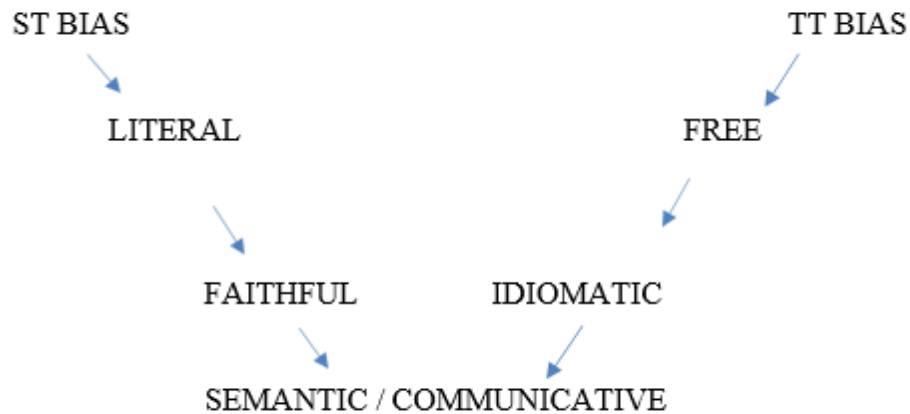 ST BIAS TT BIAS
LITERAL FREE
FAITHFUL IDIOMATIC
SEMANTIC / COMMUNICATIVE